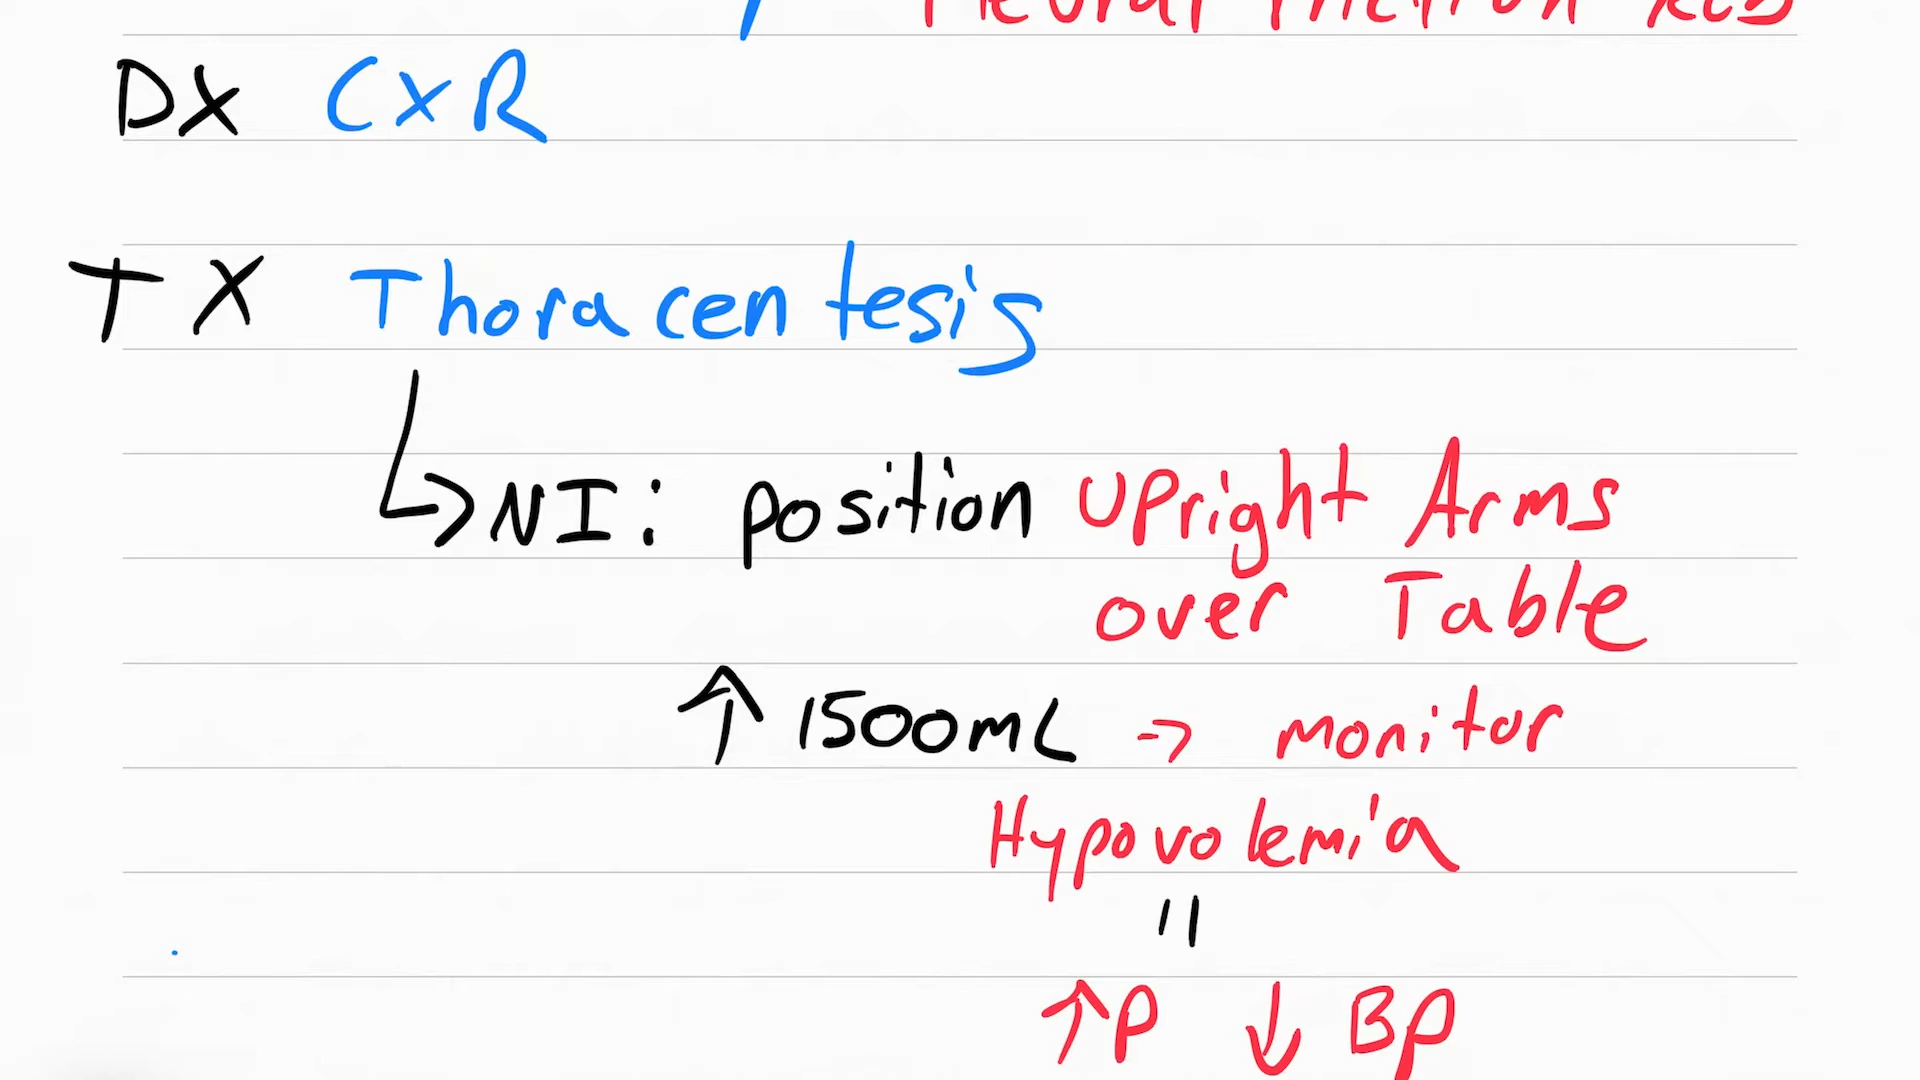 DX CXR
TX Thoracentesis
↳ NI: position Upright Arms
over Table
↑ 1500mL -> monitor
Hypovolemia
||
↑P ↓ BP